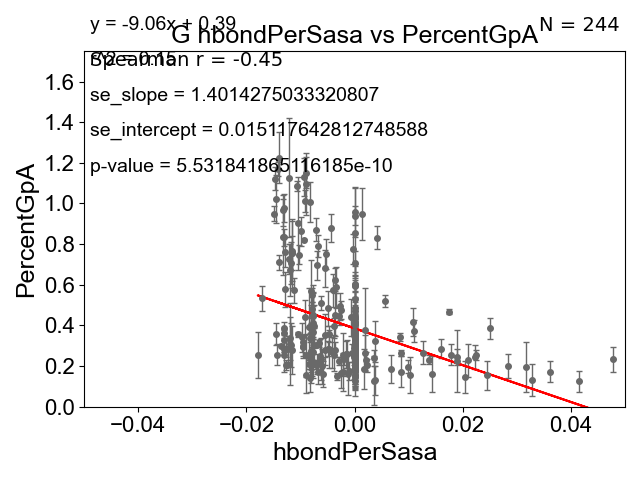 y = -9.06x + 0.39
N = 244
G hbondPerSasa vs PercentGpA
Spearman r = -0.45
se_slope = 1.4014275033320807
se_intercept = 0.015117642812748588
p-value = 5.531841865116185e-10
PercentGpA
1.6
1.4
1.2
1.0
0.8
0.6
0.4
0.2
0.0
−0.04
−0.02
0.00
0.02
0.04
hbondPerSasa